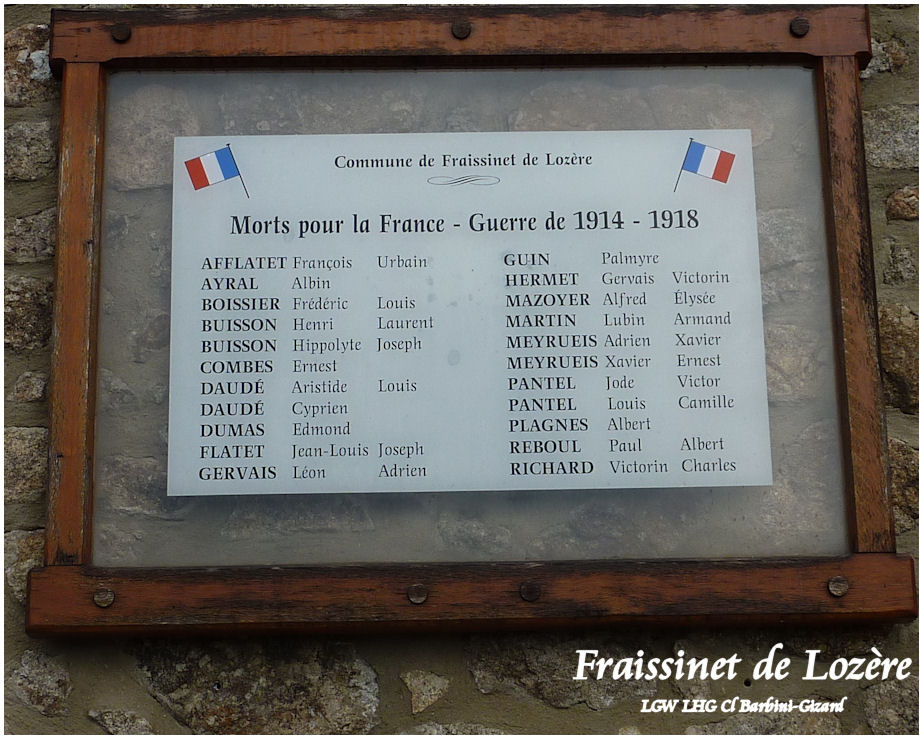 Commune de Fraissinet de Lozère
Morts pour la France - Guerre de 1914 - 1918
AFFLATET François Urbain
AYRAL Albin
BOISSIER Frédéric Louis
BUISSON Henri Laurent
BUISSON Hippolyte Joseph
COMBES Ernest
DAUDÉ Aristide Louis
DAUDÉ Cyprien
DUMAS Edmond
FLATET Jean-Louis Joseph
GERVAIS Léon Adrien
GUIN Palmyre
HERMET Gervais Victorin
MAZOYER Alfred Élysée
MARTIN Lubin Armand
MEYRUEIS Adrien Xavier
MEYRUEIS Xavier Ernest
PANTEL Jode Victor
PANTEL Louis Camille
PLAGNES Albert
REBOUL Paul Albert
RICHARD Victorin Charles
Fraissinet de Lozère
LGW LHG Cl Barbini-Gizard